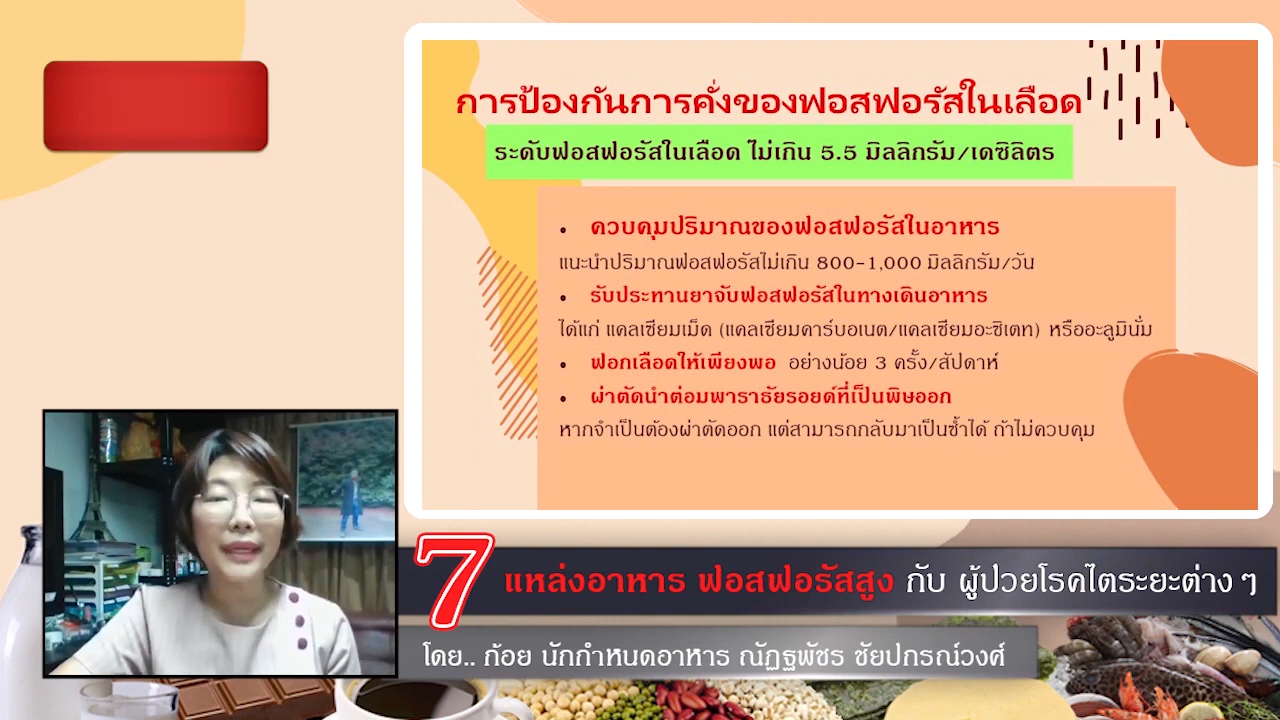 การป้องกันการคั่งของฟอสฟอรัสในเลือด
ระดับฟอสฟอรัสในเลือด ไม่เกิน 5.5 มิลลิกรัม/เดซิลิตร
• ควบคุมปริมาณของฟอสฟอรัสในอาหาร
แนะนำปริมาณฟอสฟอรัสไม่เกิน 800-1,000 มิลลิกรัม/วัน
• รับประทานยาจับฟอสฟอรัสในทางเดินอาหาร
ได้แก่ แคลเซียมเม็ด (แคลเซียมคาร์บอเนต/แคลเซียมอะซิเตท) หรืออะลูมินั่ม
• ฟอกเลือดให้เพียงพอ อย่างน้อย 3 ครั้ง/สัปดาห์
• ผ่าตัดนำต่อมพาราธัยรอยด์ที่เป็นพิษออก
หากจำเป็นต้องผ่าตัดออก แต่สามารถกลับมาเป็นซ้ำได้ ถ้าไม่ควบคุม
7 แหล่งอาหาร ฟอสฟอรัสสูง กับ ผู้ป่วยโรคไตระยะต่าง ๆ
โดย.. ก้อย นักกำหนดอาหาร ณัฏฐพัชร ชัยปกรณ์วงศ์